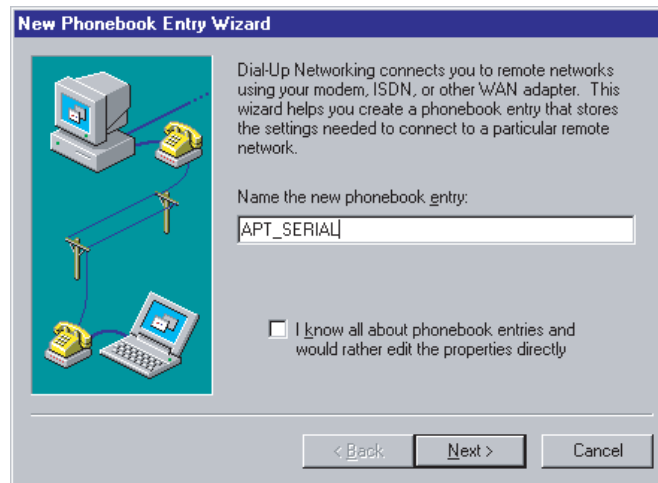 New Phonebook Entry Wizard
Dial-Up Networking connects you to remote networks
using your modem, ISDN, or other WAN adapter.  This
wizard helps you create a phonebook entry that stores
the settings needed to connect to a particular remote
network.
Name the new phonebook entry:
APT_SERIAL
I know all about phonebook entries and
would rather edit the properties directly
< Back
Next >
Cancel